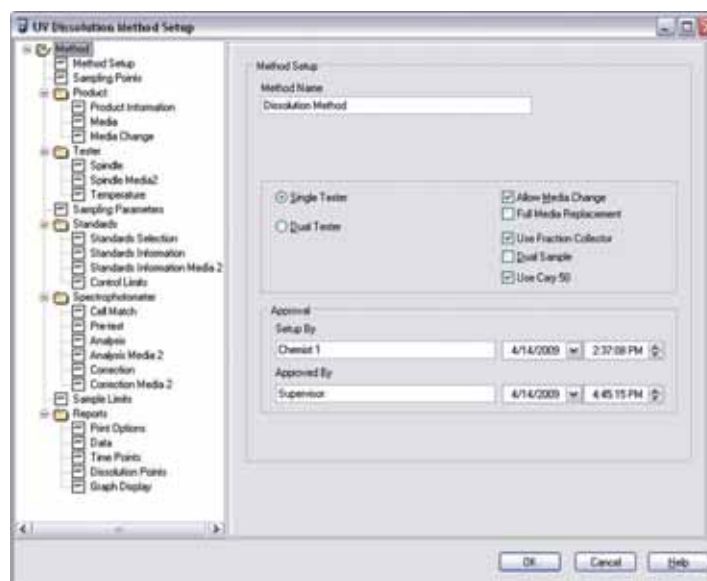 UV Dissolution Method Setup
Method
Method Setup
Sampling Points
Product
Product Information
Media
Media Change
Tester
Spindle
Spindle Media2
Temperature
Sampling Parameters
Standards
Standards Selection
Standards Information
Standards Information Media 2
Control Limits
Spectrophotometer
Cell Match
Pre-test
Analysis
Analysis Media 2
Correction
Correction Media 2
Sample Limits
Reports
Print Options
Data
Time Points
Dissolution Points
Graph Display
Method Setup
Method Name
Dissolution Method
Single Tester
Dual Tester
Allow Media Change
Full Media Replacement
Use Fraction Collector
Dual Sample
Use Cary 50
Approval
Setup By
Chemist 1 4/14/2009 2:37:08 PM
Approved By
Supervisor 4/14/2009 4:45:15 PM
OK Cancel Help